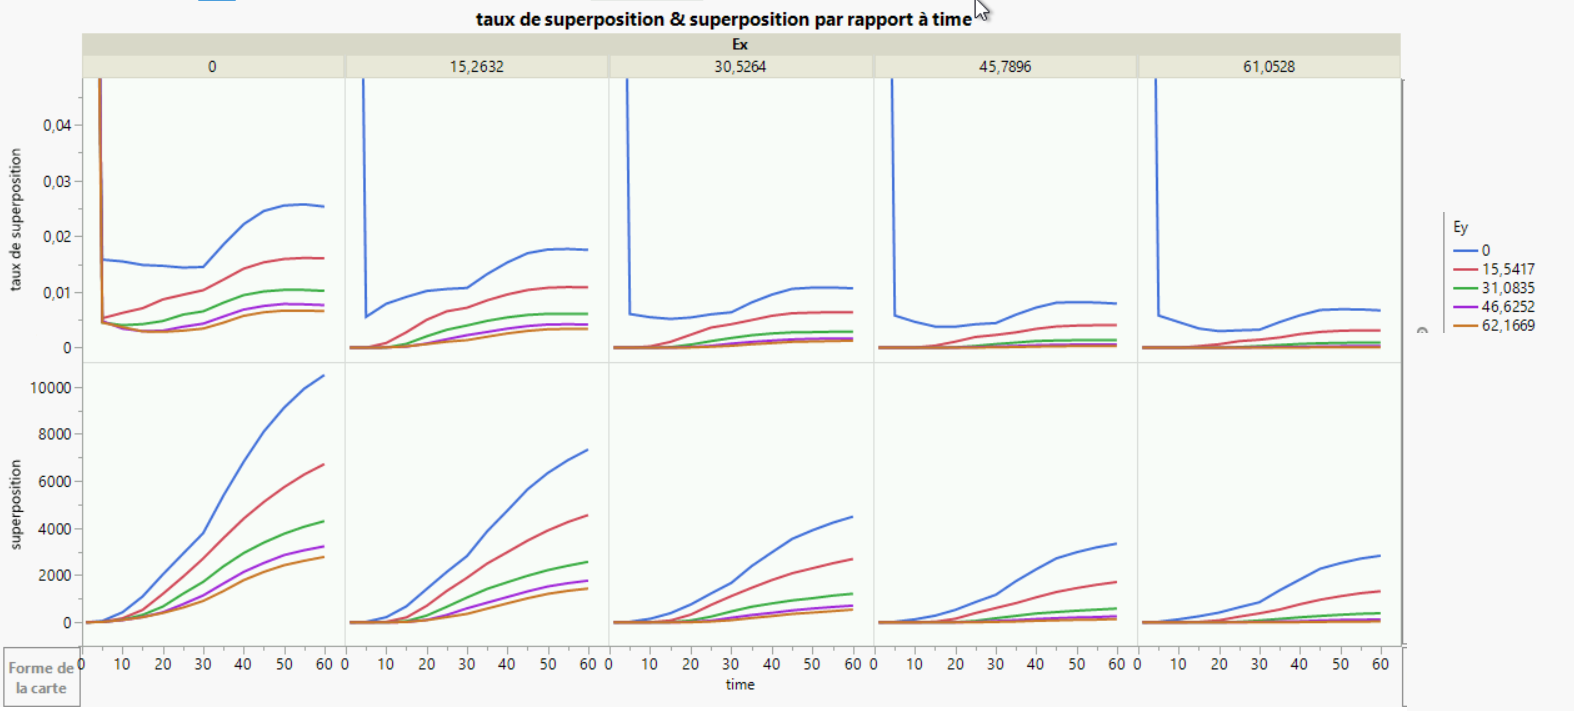 taux de superposition & superposition par rapport à time
Ex
0 15,2632 30,5264 45,7896 61,0528
taux de superposition
0,04
0,03
0,02
0,01
0
superposition
10000
8000
6000
4000
2000
0
Ey
0
15,5417
31,0835
46,6252
62,1669
0 10 20 30 40 50 60 0 10 20 30 40 50 60 0 10 20 30 40 50 60 0 10 20 30 40 50 60 0 10 20 30 40 50 60
time
Forme de
la carte